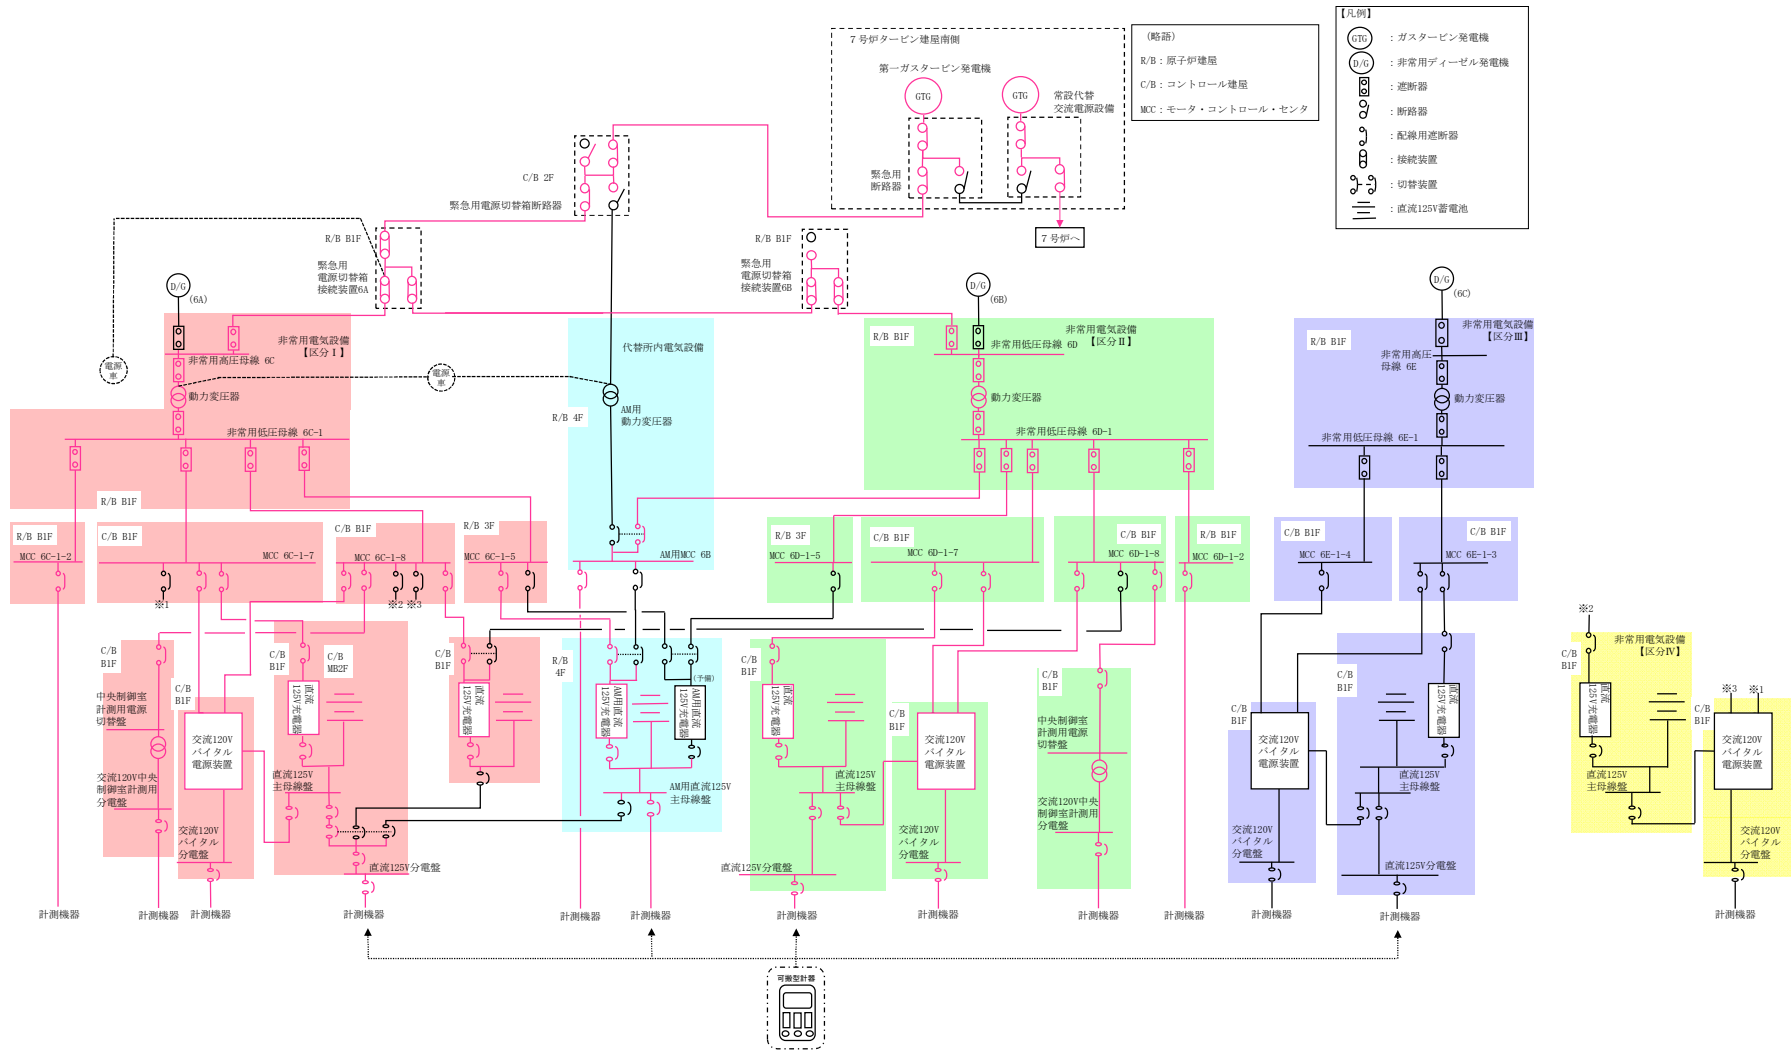 7号炉タービン建屋南側
第一ガスタービン発電機
GTG
GTG
常設代替
交流電源設備
緊急用
断路器
7号炉へ
(略語)
R/B：原子炉建屋
C/B：コントロール建屋
MCC：モータ・コントロール・センタ
【凡例】
GTG
：ガスタービン発電機
D/G
：非常用ディーゼル発電機
：遮断器
：断路器
：配線用遮断器
：接続装置
：切替装置
：直流125V蓄電池
C/B 2F
緊急用電源切替箱断路器
R/B B1F
緊急用
電源切替箱
接続装置6A
R/B B1F
緊急用
電源切替箱
接続装置6B
D/G
(6A)
D/G
(6B)
D/G
(6C)
電源
車
電源
車
非常用電気設備
【区分Ⅰ】
非常用高圧母線 6C
動力変圧器
非常用低圧母線 6C-1
R/B B1F
代替所内電気設備
R/B 4F
AM用
動力変圧器
AM用MCC 6B
R/B B1F
非常用電気設備
【区分Ⅱ】
非常用低圧母線 6D
動力変圧器
非常用低圧母線 6D-1
R/B B1F
非常用電気設備
【区分Ⅲ】
非常用高圧
母線 6E
動力変圧器
非常用低圧母線 6E-1
R/B B1F
MCC 6C-1-2
C/B B1F
MCC 6C-1-7
※1
C/B B1F
MCC 6C-1-8
※2
※3
R/B 3F
MCC 6C-1-5
R/B 3F
MCC 6D-1-5
C/B B1F
MCC 6D-1-7
C/B B1F
MCC 6D-1-8
R/B B1F
MCC 6D-1-2
C/B B1F
MCC 6E-1-4
C/B B1F
MCC 6E-1-3
C/B
B1F
中央制御室
計測用電源
切替盤
交流120V中央
制御室計測用
分電盤
C/B
B1F
交流120V
バイタル
電源装置
交流120V
バイタル
分電盤
C/B
B1F
C/B
MB2F
直流
125V充電器
直流125V
主母線盤
直流125V分電盤
C/B
B1F
直流
125V充電器
R/B
4F
AM用直流
125V充電器
(予備)
AM用直流
125V充電器
AM用直流125V
主母線盤
C/B
B1F
直流
125V充電器
直流125V
主母線盤
直流125V分電盤
C/B
B1F
交流120V
バイタル
電源装置
交流120V
バイタル
分電盤
C/B
B1F
中央制御室
計測用電源
切替盤
交流120V中央
制御室計測用
分電盤
C/B
B1F
交流120V
バイタル
電源装置
交流120V
バイタル
分電盤
C/B
B1F
直流
125V充電器
直流125V
主母線盤
直流125V分電盤
※2
非常用電気設備
【区分Ⅳ】
C/B
B1F
直流
125V充電器
直流125V
主母線盤
※3
※1
C/B
B1F
交流120V
バイタル
電源装置
交流120V
バイタル
分電盤
計測機器
計測機器
計測機器
計測機器
計測機器
計測機器
計測機器
計測機器
計測機器
計測機器
計測機器
計測機器
計測機器
可搬型計器